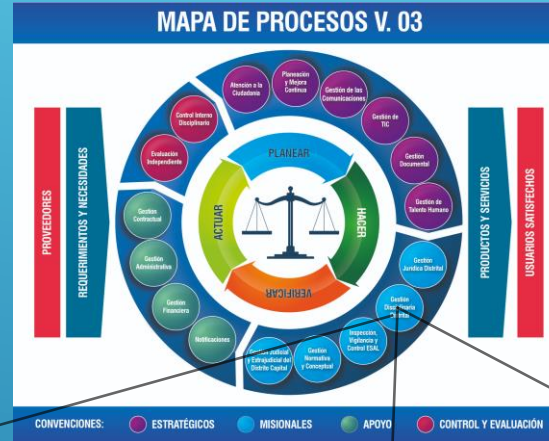 MAPA DE PROCESOS V. 03
PROVEEDORES
REQUERIMIENTOS Y NECESIDADES
Atención a la
Ciudadanía
Planeación
y Mejora
Continua
Gestión de las
Comunicaciones
Gestión
de TIC
Gestión
Documental
Gestión de
Talento Humano
Control Interno
Disciplinario
Evaluación
Independiente
Gestión
Contractual
Gestión
Administrativa
Gestión
Financiera
Notificaciones
Gestión Judicial
y Extrajudicial del
Distrito Capital
Gestión
Normativa
y Conceptual
Inspección,
Vigilancia y
Control ESAL
Gestión
Disciplinaria
Distrital
Gestión
Jurídica Distrital
PLANEAR
HACER
VERIFICAR
ACTUAR
PRODUCTOS Y SERVICIOS
USUARIOS SATISFECHOS
CONVENCIONES:
ESTRATÉGICOS
MISIONALES
APOYO
CONTROL Y EVALUACIÓN